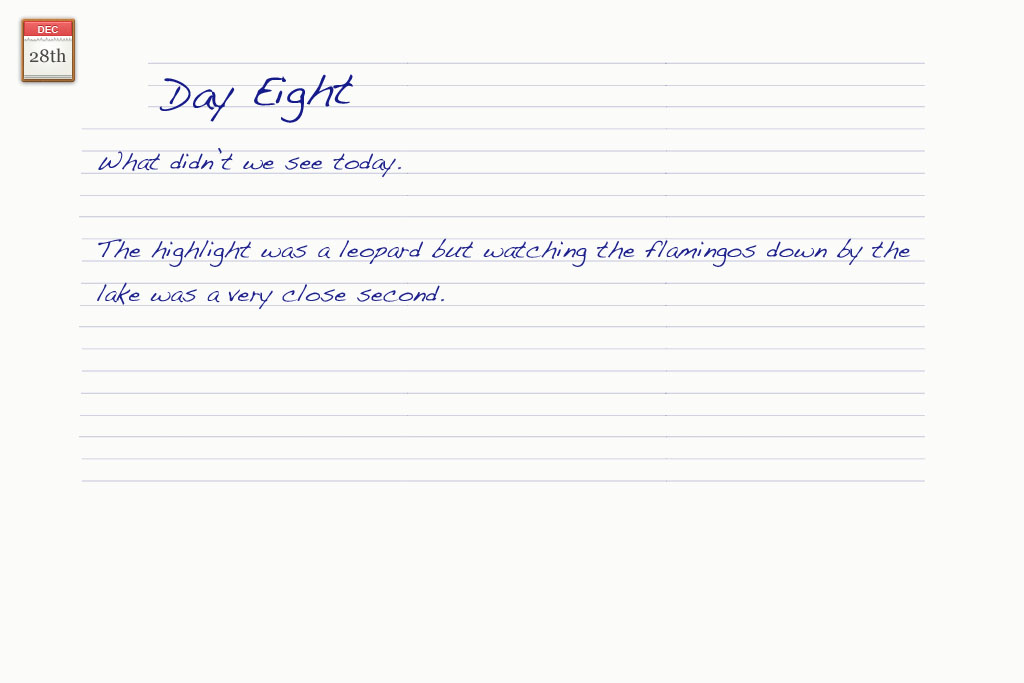 DEC
28th
Day Eight
What didn't we see today.
The highlight was a leopard but watching the flamingos down by the
lake was a very close second.